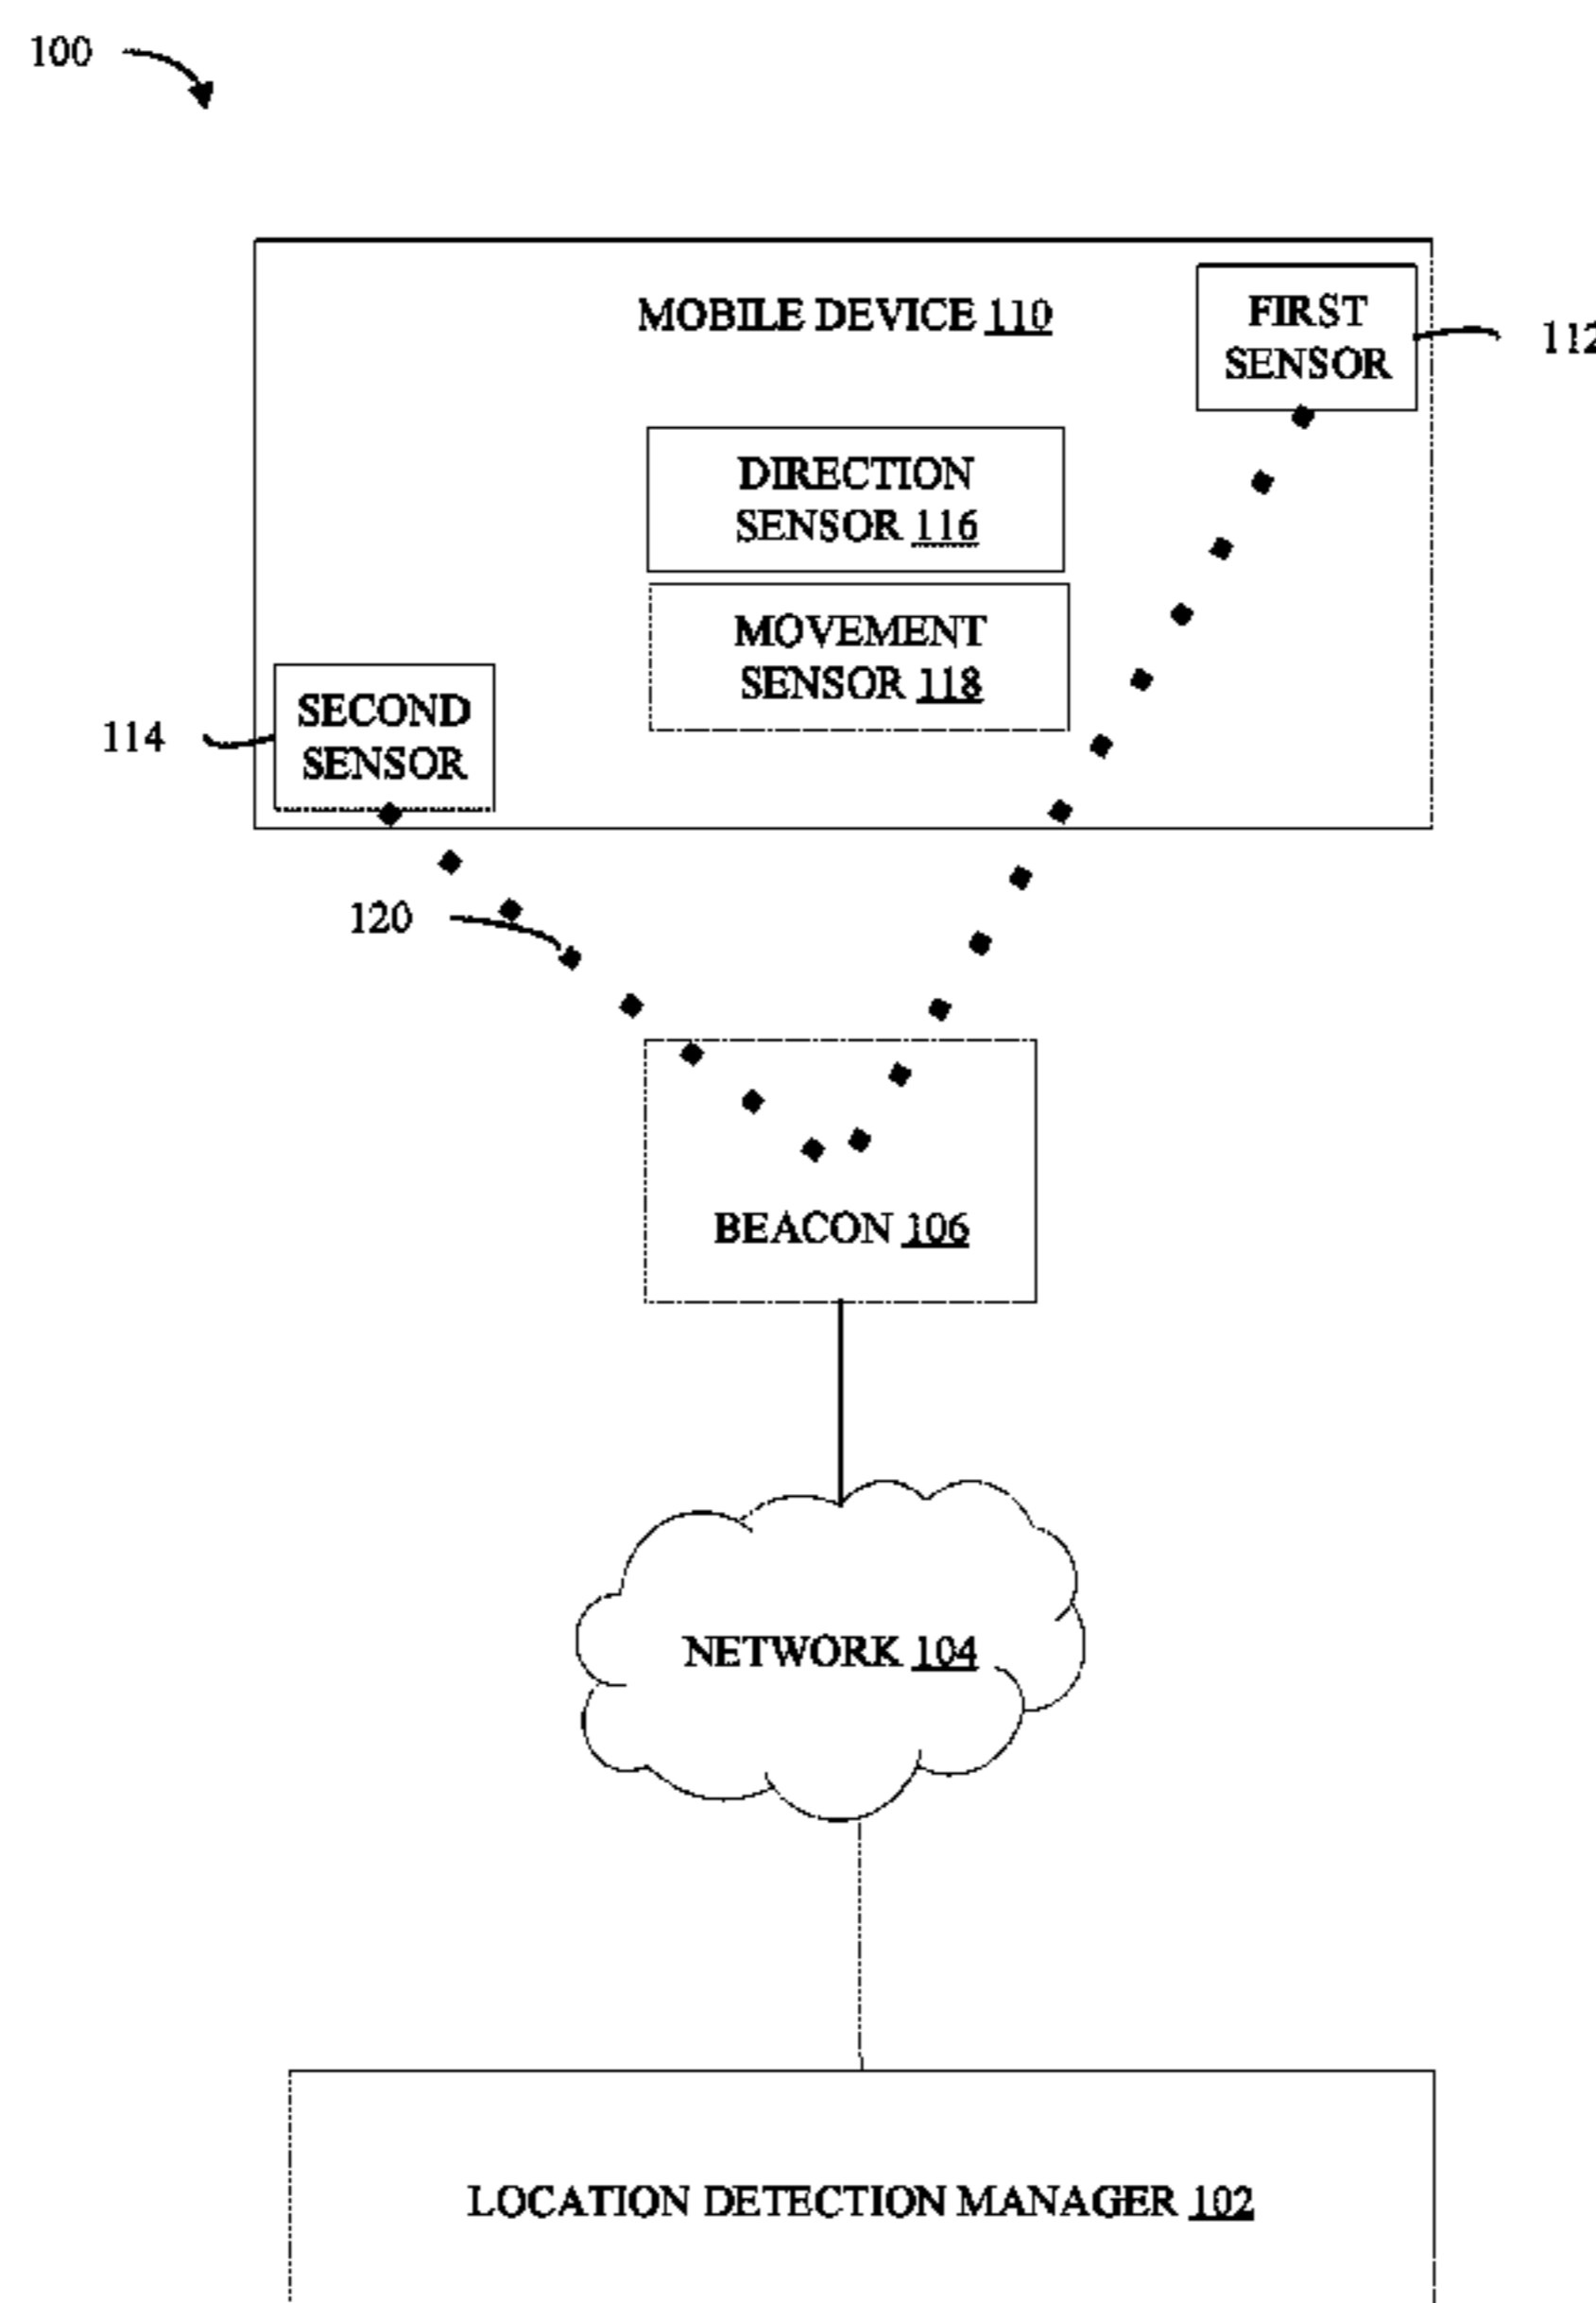 100
MOBILE DEVICE 110
FIRST
SENSOR
112
DIRECTION
SENSOR 116
MOVEMENT
SENSOR 118
SECOND
SENSOR
114
120
BEACON 106
NETWORK 104
LOCATION DETECTION MANAGER 102